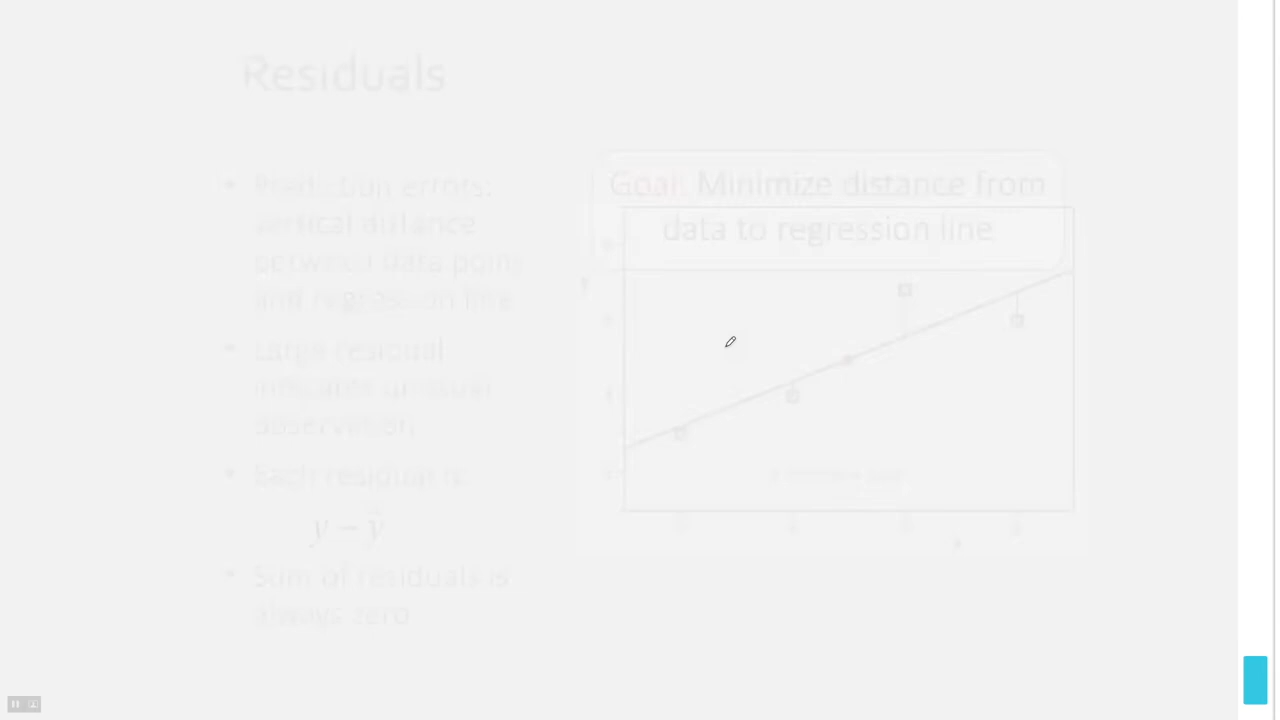 Residuals
• Prediction errors:
vertical distance
between data point
and regression line
• Large residual
indicates unusual
observation
• Each residual is:
y − ŷ
• Sum of residuals is
always zero
Goal: Minimize distance from
data to regression line